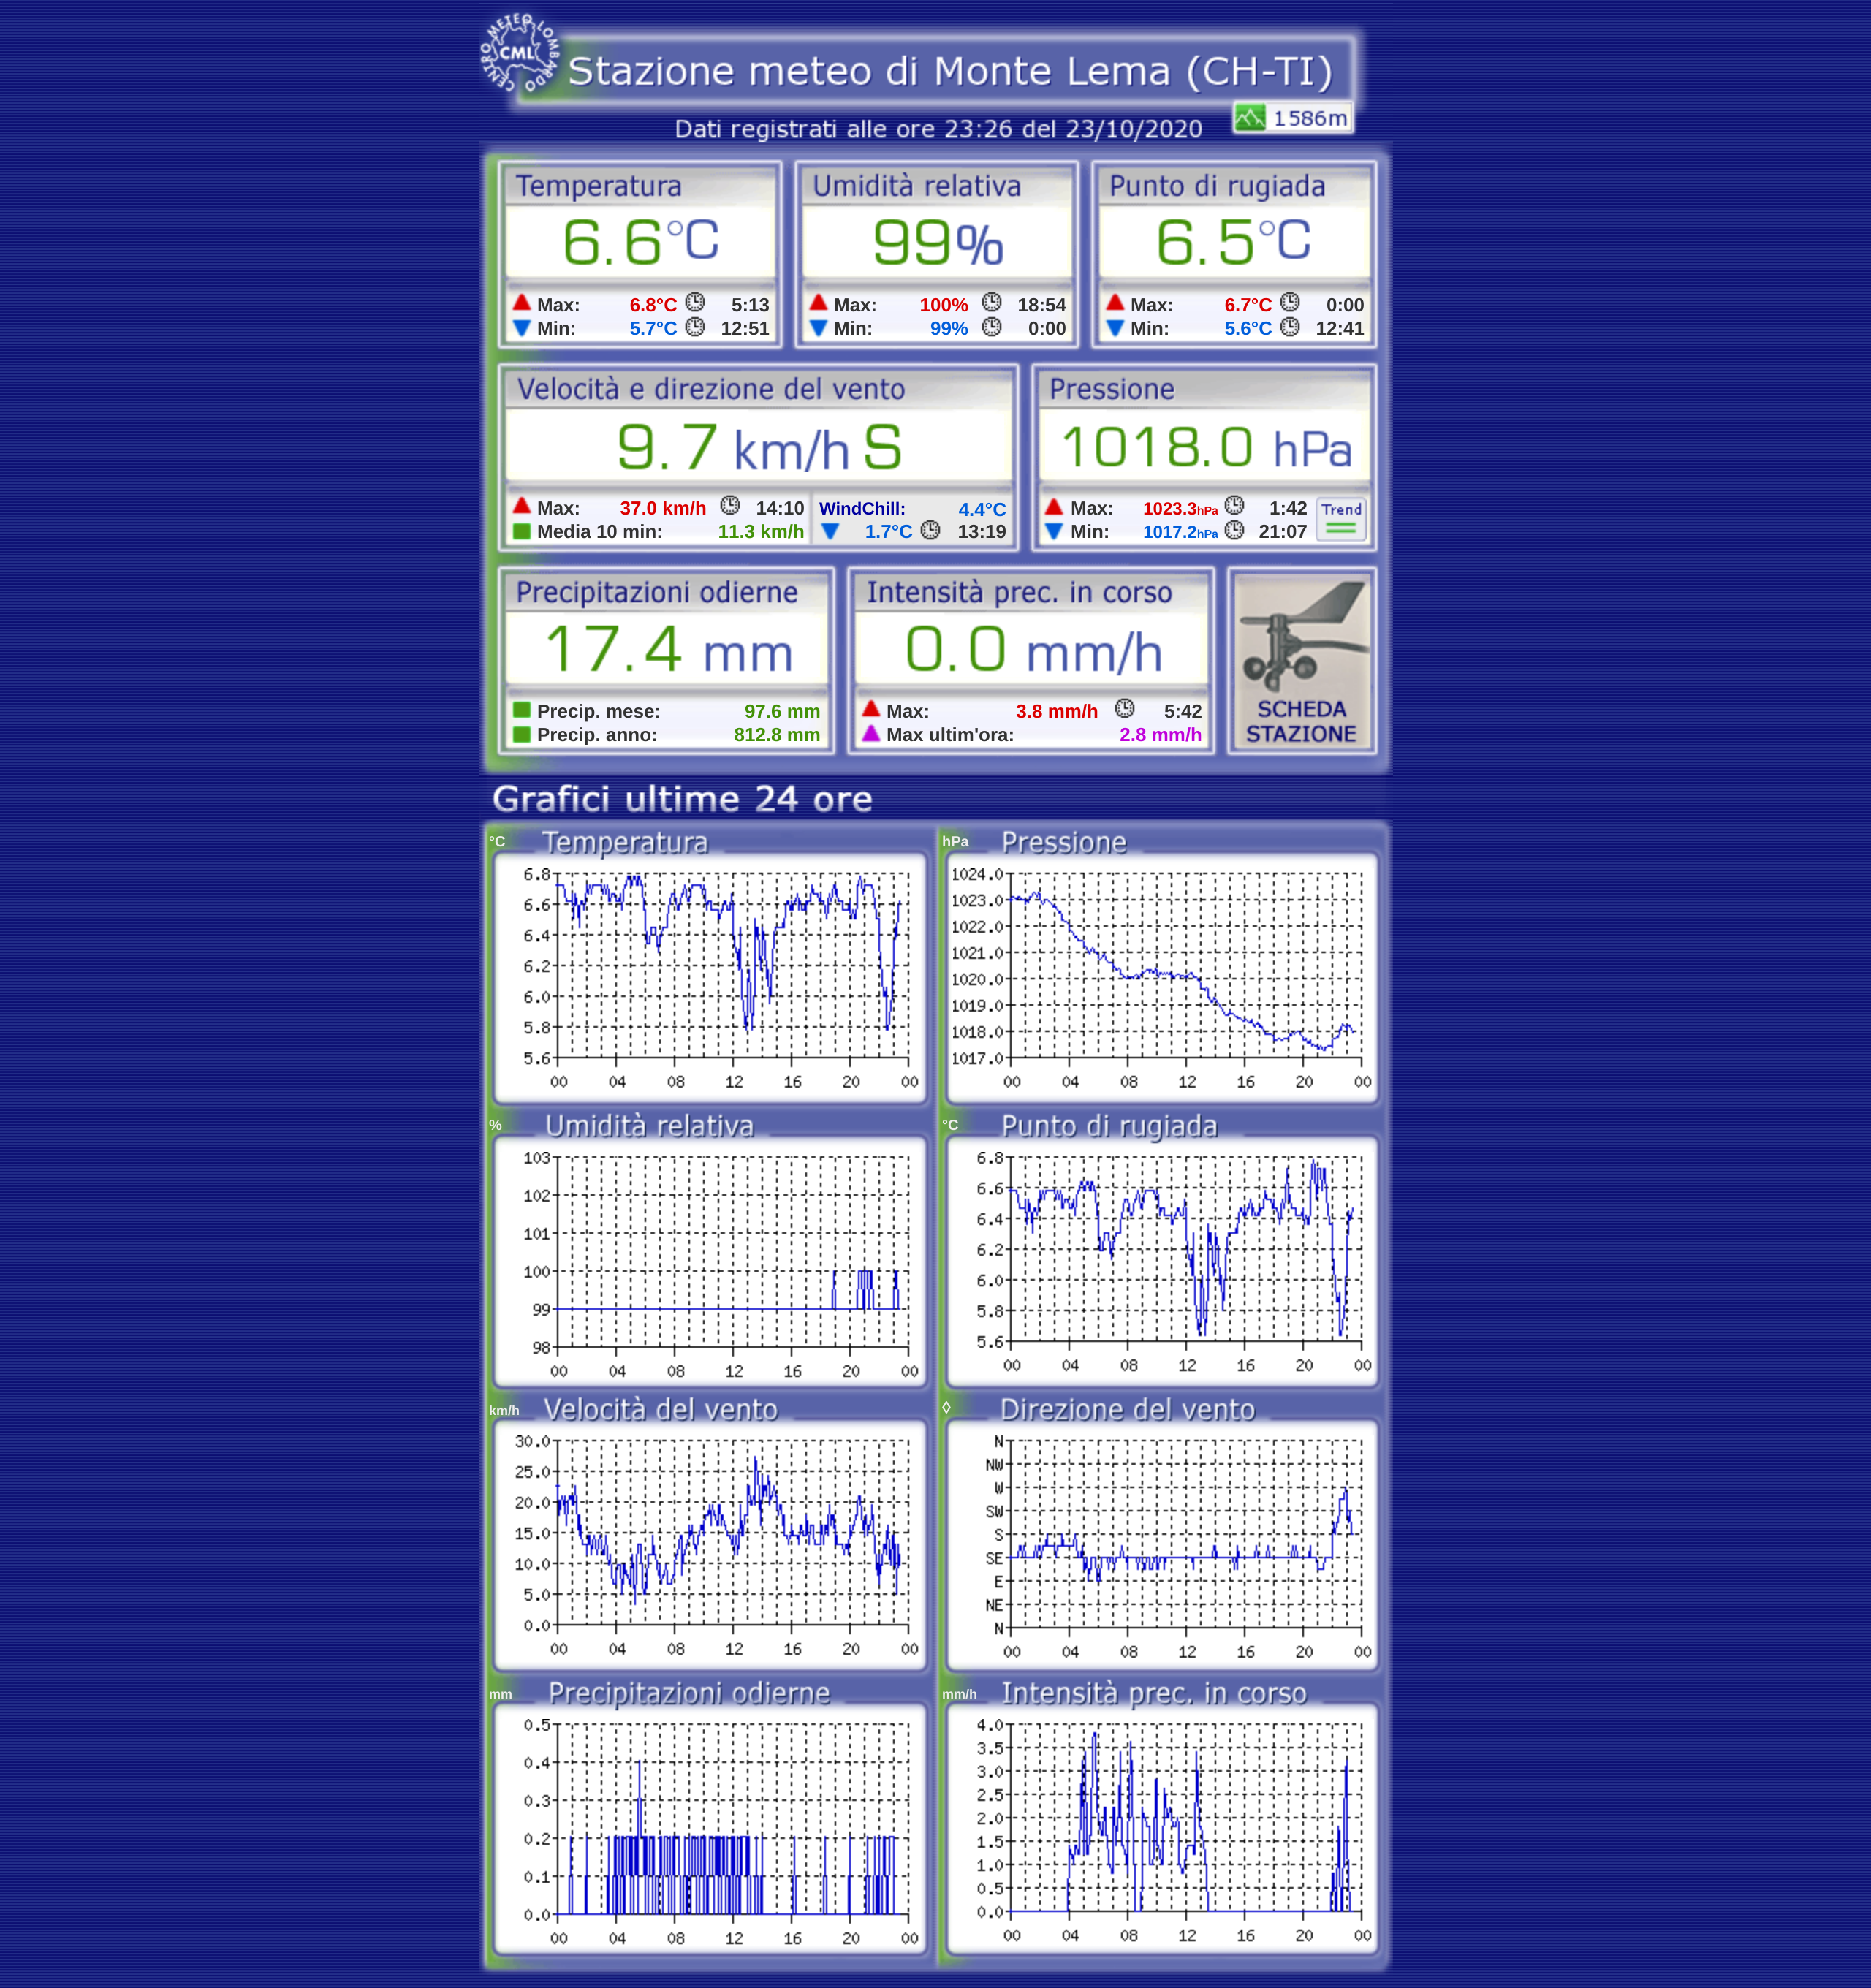 CENTRO METEO LOMBARDO
CML
Stazione meteo di Monte Lema (CH-TI)
1586m
Dati registrati alle ore 23:26 del 23/10/2020
Temperatura
6.6°C
Max: 6.8°C 5:13
Min: 5.7°C 12:51
Umidità relativa
99%
Max: 100% 18:54
Min: 99% 0:00
Punto di rugiada
6.5°C
Max: 6.7°C 0:00
Min: 5.6°C 12:41
Velocità e direzione del vento
9.7 km/h S
Max: 37.0 km/h 14:10
Media 10 min: 11.3 km/h
WindChill: 4.4°C
1.7°C 13:19
Pressione
1018.0 hPa
Max: 1023.3hPa 1:42
Min: 1017.2hPa 21:07
Trend
Precipitazioni odierne
17.4 mm
Precip. mese: 97.6 mm
Precip. anno: 812.8 mm
Intensità prec. in corso
0.0 mm/h
Max: 3.8 mm/h 5:42
Max ultim'ora: 2.8 mm/h
SCHEDA
STAZIONE
Grafici ultime 24 ore
°C Temperatura
6.8
6.6
6.4
6.2
6.0
5.8
5.6
00 04 08 12 16 20 00
hPa Pressione
1024.0
1023.0
1022.0
1021.0
1020.0
1019.0
1018.0
1017.0
00 04 08 12 16 20 00
% Umidità relativa
103
102
101
100
99
98
00 04 08 12 16 20 00
°C Punto di rugiada
6.8
6.6
6.4
6.2
6.0
5.8
5.6
00 04 08 12 16 20 00
km/h Velocità del vento
30.0
25.0
20.0
15.0
10.0
5.0
0.0
00 04 08 12 16 20 00
◊ Direzione del vento
N
NW
W
SW
S
SE
E
NE
N
00 04 08 12 16 20 00
mm Precipitazioni odierne
0.5
0.4
0.3
0.2
0.1
0.0
00 04 08 12 16 20 00
mm/h Intensità prec. in corso
4.0
3.5
3.0
2.5
2.0
1.5
1.0
0.5
0.0
00 04 08 12 16 20 00